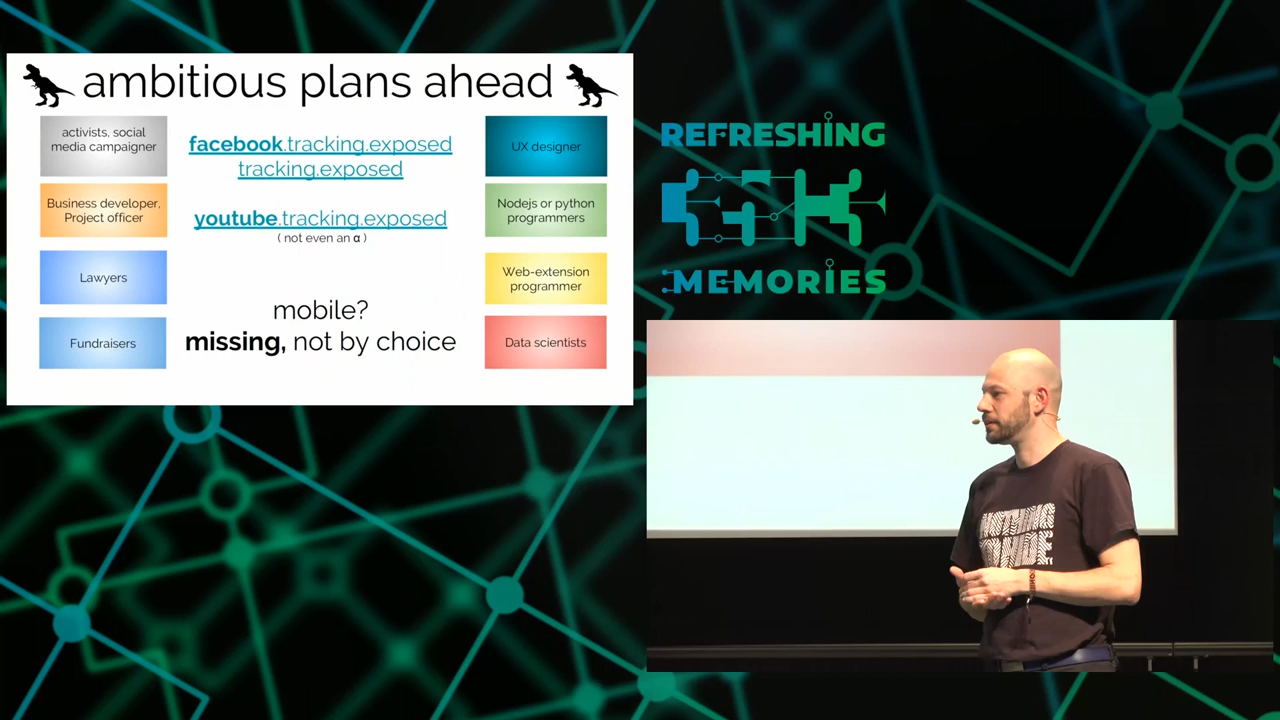 ambitious plans ahead
activists, social
media campaigner
Business developer,
Project officer
Lawyers
Fundraisers
facebook.tracking.exposed
tracking.exposed
youtube.tracking.exposed
( not even an α )
mobile?
missing, not by choice
UX designer
Nodejs or python
programmers
Web-extension
programmer
Data scientists
REFRESHING
MEMORIES